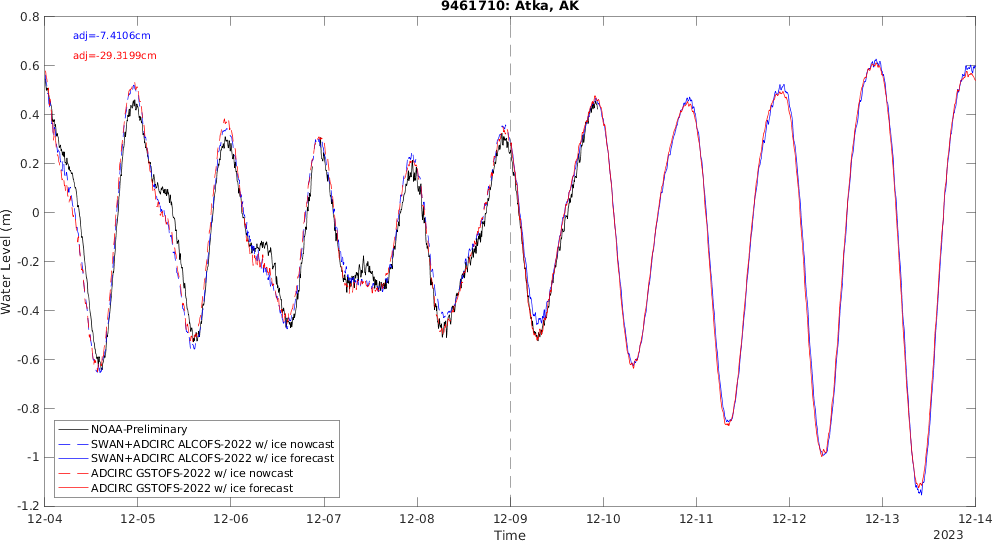 9461710: Atka, AK
adj=-7.4106cm
adj=-29.3199cm
Water Level (m)
0.8
0.6
0.4
0.2
0
-0.2
-0.4
-0.6
-0.8
-1
-1.2
NOAA-Preliminary
SWAN+ADCIRC ALCOFS-2022 w/ ice nowcast
SWAN+ADCIRC ALCOFS-2022 w/ ice forecast
ADCIRC GSTOFS-2022 w/ ice nowcast
ADCIRC GSTOFS-2022 w/ ice forecast
12-04 12-05 12-06 12-07 12-08 12-09 12-10 12-11 12-12 12-13 12-14
Time
2023